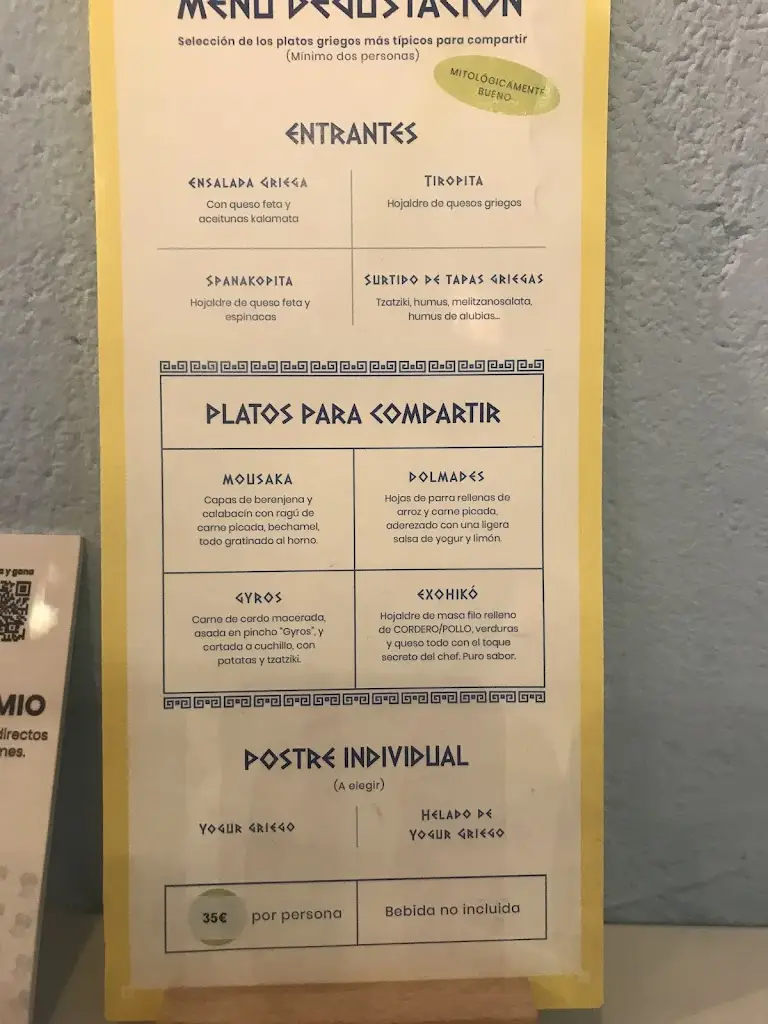 MENÚ DEGUSTACIÓN
Selección de los platos griegos más típicos para compartir
(Mínimo dos personas)
MITOLÓGICAMENTE
BUENO
ENTRANTES
ENSALADA GRIEGA
Con queso feta y
aceitunas kalamata
TIROPITA
Hojaldre de quesos griegos
SPANAKOPITA
Hojaldre de queso feta y
espinacas
SURTIDO DE TAPAS GRIEGAS
Tzatziki, humus, melitzanosalata,
humus de alubias...
PLATOS PARA COMPARTIR
MOUSAKA
Capas de berenjena y
calabacín con ragú de
carne picada, bechamel,
todo gratinado al horno.
DOLMADES
Hojas de parra rellenas de
arroz y carne picada,
aderezado con una ligera
salsa de yogur y limón.
GYROS
Carne de cerdo macerada,
asada en pincho "Gyros", y
cortada a cuchillo, con
patatas y tzatziki.
EXOHIKÓ
Hojaldre de masa filo relleno
de CORDERO/POLLO, verduras
y queso todo con el toque
secreto del chef. Puro sabor.
POSTRE INDIVIDUAL
(A elegir)
YOGUR GRIEGO
HELADO DE
YOGUR GRIEGO
35€ por persona
Bebida no incluida
y gana
MIO
directos
nes.